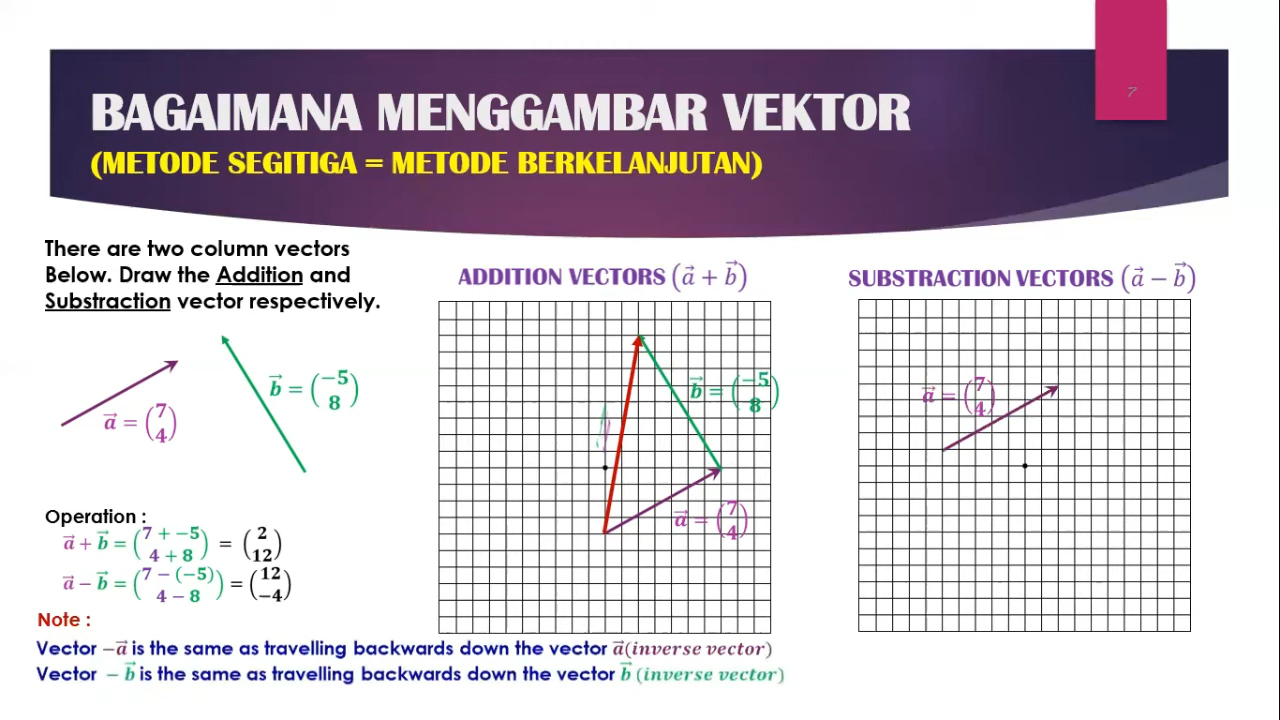 7
BAGAIMANA MENGGAMBAR VEKTOR
(METODE SEGITIGA = METODE BERKELANJUTAN)
There are two column vectors
Below. Draw the Addition and
Substraction vector respectively.
a⃗ = (7 4)
b⃗ = (−5 8)
Operation :
a⃗ + b⃗ = (7 + −5 4 + 8) = (2 12)
a⃗ − b⃗ = (7 − (−5) 4 − 8) = (12 −4)
Note :
Vector −a⃗ is the same as travelling backwards down the vector a⃗(inverse vector)
Vector − b⃗ is the same as travelling backwards down the vector b⃗ (inverse vector)
ADDITION VECTORS (a⃗ + b⃗)
b⃗ = (−5 8)
a⃗ = (7 4)
SUBSTRACTION VECTORS (a⃗ − b⃗)
a⃗ = (7 4)